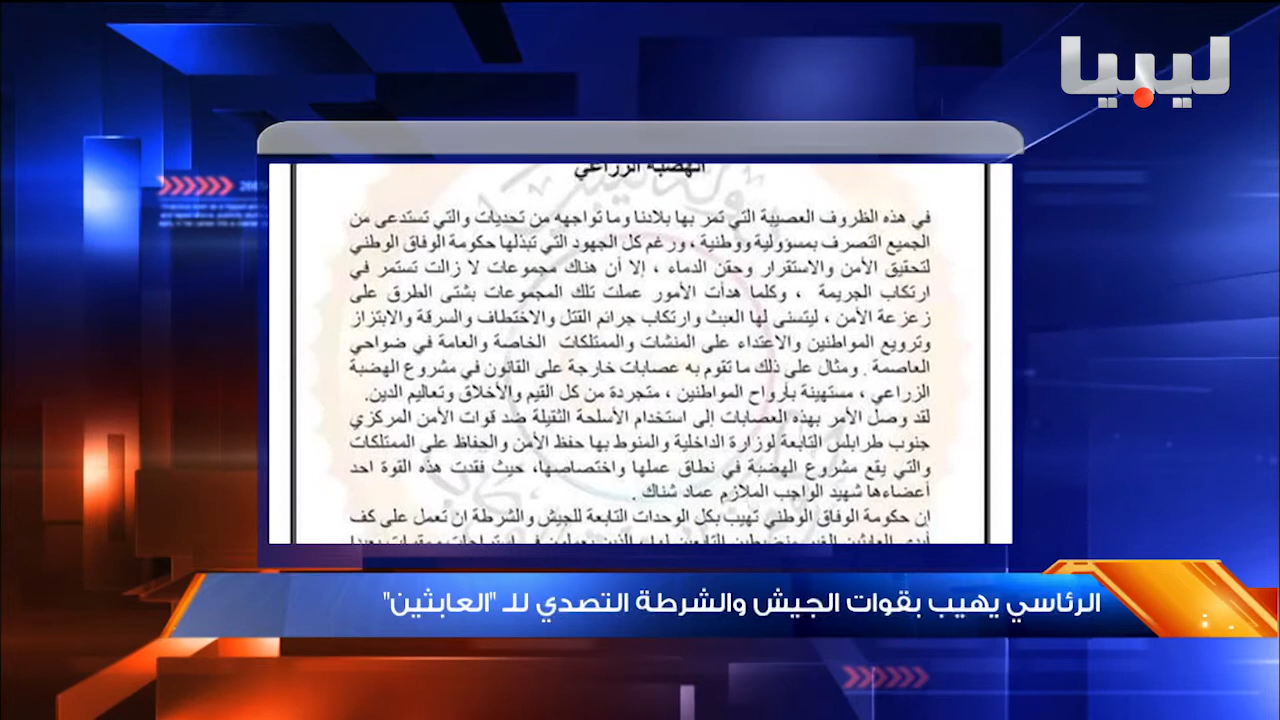 ليبيا
الهضبة الزراعي
في هذه الظروف العصيبة التي تمر بها بلادنا وما تواجهه من تحديات والتي تستدعى من
الجميع التصرف بمسؤولية ووطنية ، ورغم كل الجهود التي تبذلها حكومة الوفاق الوطني
لتحقيق الأمن والاستقرار وحقن الدماء ، إلا أن هناك مجموعات لا زالت تستمر في
ارتكاب الجريمة ، وكلما هدأت الأمور عملت تلك المجموعات بشتى الطرق على
زعزعة الأمن ، ليتسنى لها العبث وارتكاب جرائم القتل والاختطاف والسرقة والابتزاز
وترويع المواطنين والاعتداء على المنشات والممتلكات الخاصة والعامة في ضواحي
العاصمة . ومثال على ذلك ما تقوم به عصابات خارجة على القانون في مشروع الهضبة
الزراعي ، مستهينة بأرواح المواطنين ، متجردة من كل القيم والأخلاق وتعاليم الدين.
لقد وصل الأمر بهذه العصابات إلى استخدام الأسلحة الثقيلة ضد قوات الأمن المركزي
جنوب طرابلس التابعة لوزارة الداخلية والمنوط بها حفظ الأمن والحفاظ على الممتلكات
والتي يقع مشروع الهضبة في نطاق عملها واختصاصها، حيث فقدت هذه القوة احد
أعضاءها شهيد الواجب الملازم عماد شناك .
إن حكومة الوفاق الوطني تهيب بكل الوحدات التابعة للجيش والشرطة ان تعمل على كف
الرئاسي يهيب بقوات الجيش والشرطة التصدي للـ "العابثين"